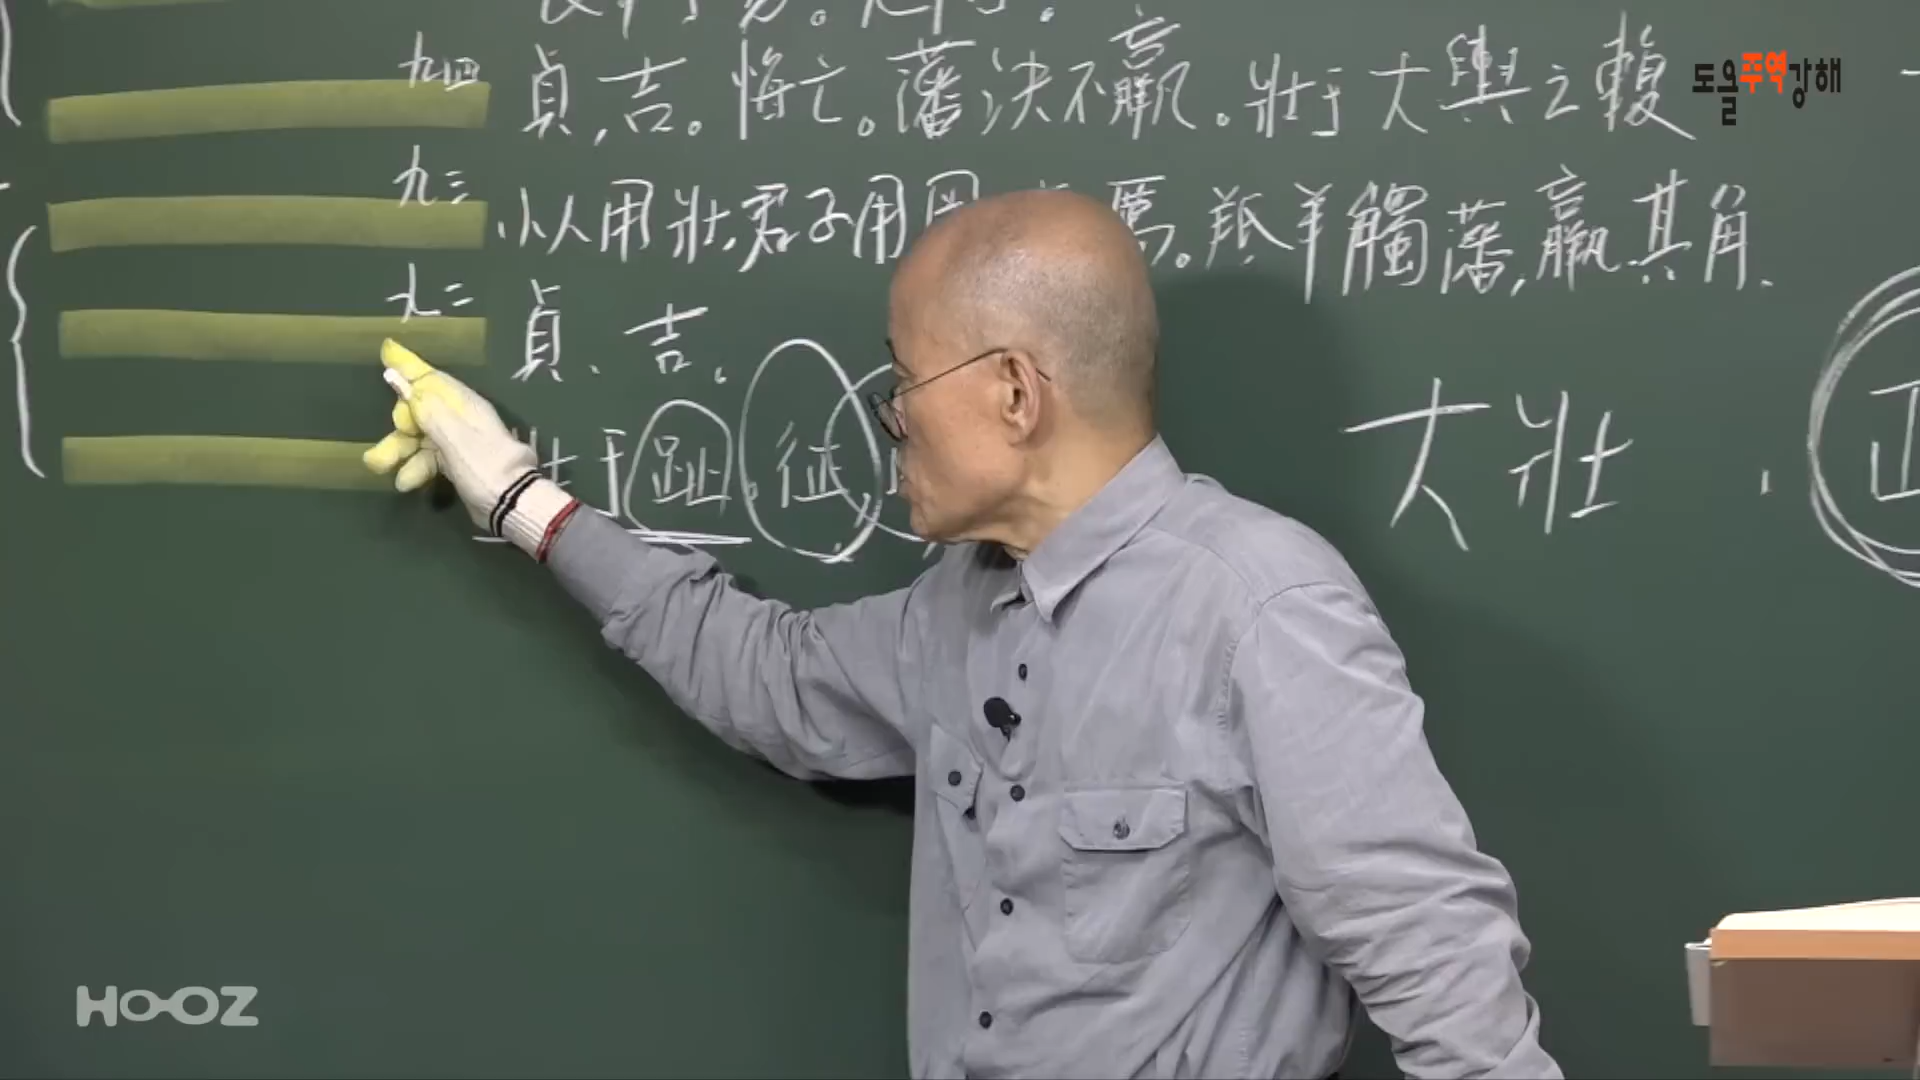 九四 貞,吉。悔亡。藩決不羸。壯于大輿之輹
도올주역강해
九三 小人用壯,君子用罔 厲。羝羊觸藩,羸其角.
九二 貞、吉。
壯于趾。征
大壯.
HOOZ